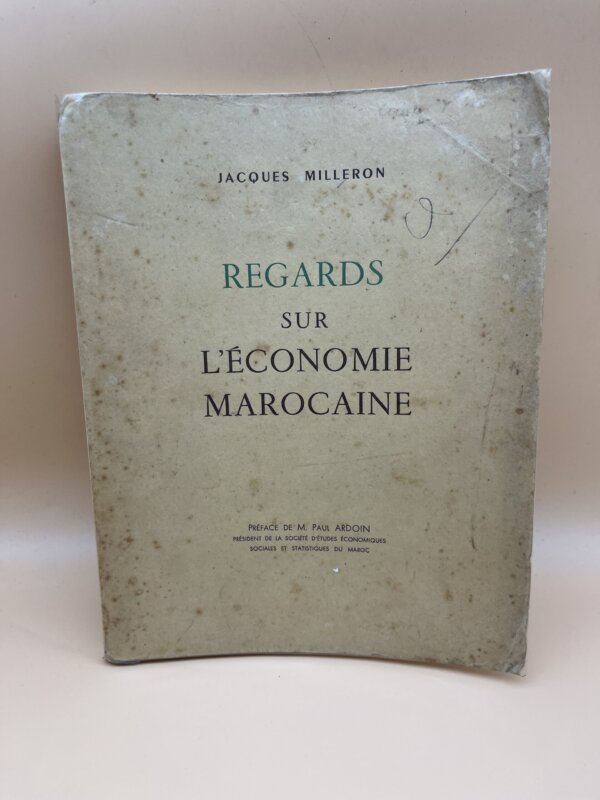 JACQUES MILLERON
REGARDS
SUR
L'ÉCONOMIE
MAROCAINE
PRÉFACE DE M. PAUL ARDOIN
PRÉSIDENT DE LA SOCIÉTÉ D'ÉTUDES ÉCONOMIQUES
SOCIALES ET STATISTIQUES DU MAROC